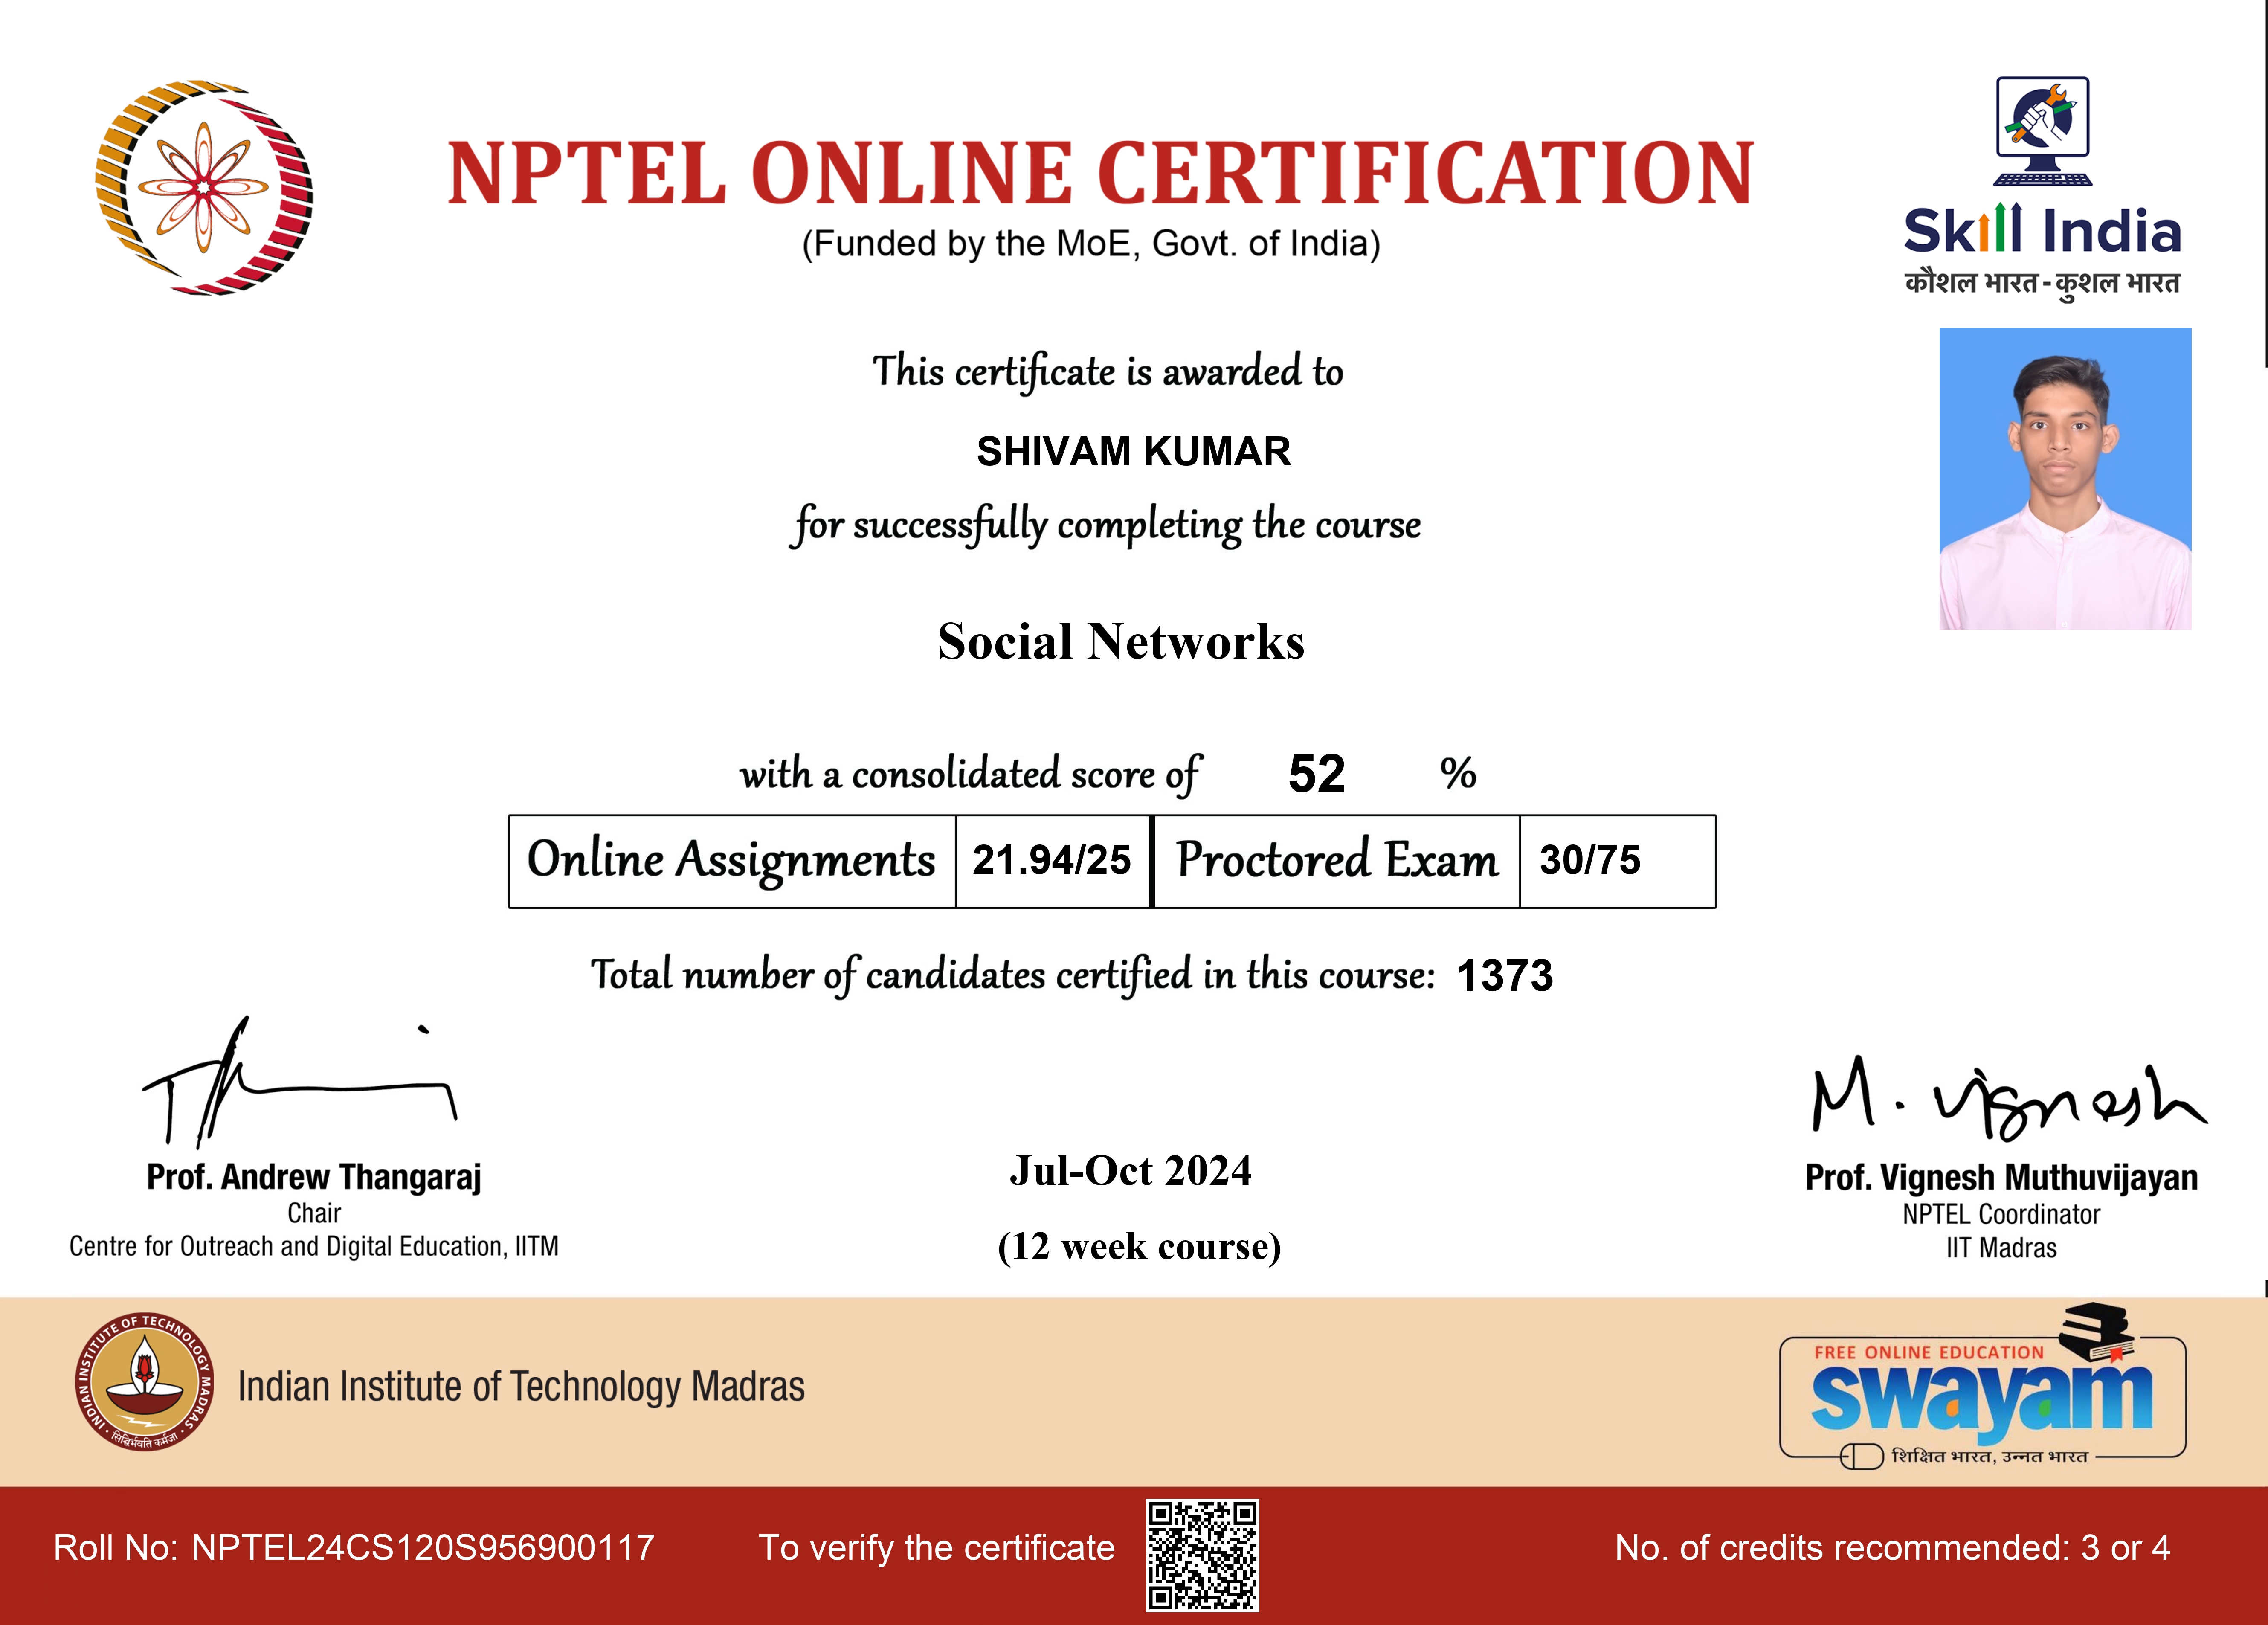 NPTEL ONLINE CERTIFICATION
(Funded by the MoE, Govt. of India)
Skill India
कौशल भारत - कुशल भारत
This certificate is awarded to
SHIVAM KUMAR
for successfully completing the course
Social Networks
with a consolidated score of 52 %
Online Assignments 21.94/25 Proctored Exam 30/75
Total number of candidates certified in this course: 1373
M. Vignesh
Prof. Andrew Thangaraj
Chair
Centre for Outreach and Digital Education, IITM
Jul-Oct 2024
(12 week course)
Prof. Vignesh Muthuvijayan
NPTEL Coordinator
IIT Madras
INDIAN INSTITUTE OF TECHNOLOGY MADRAS
सिद्धिर्भवति कर्मजा
Indian Institute of Technology Madras
FREE ONLINE EDUCATION
swayam
शिक्षित भारत, उन्नत भारत
Roll No: NPTEL24CS120S956900117
To verify the certificate
No. of credits recommended: 3 or 4